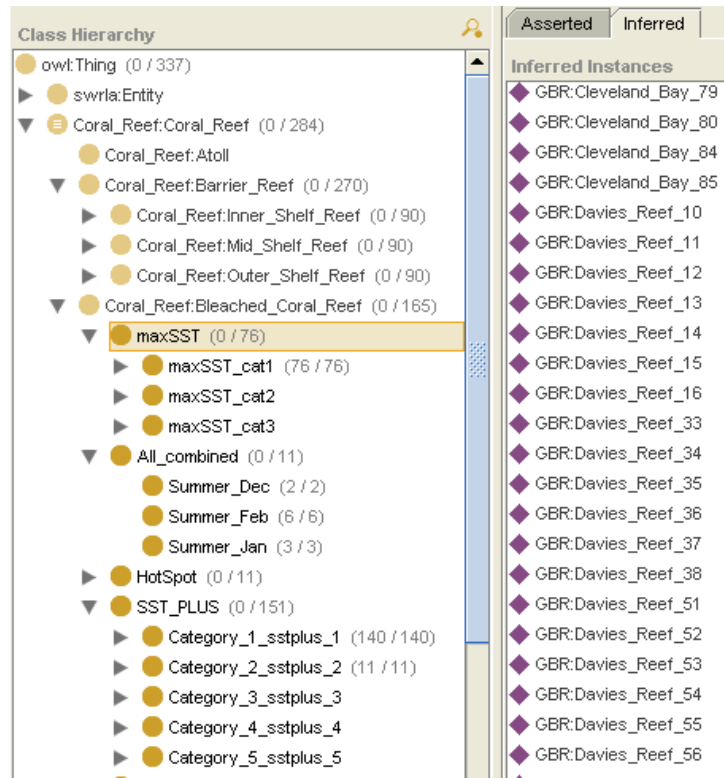 Class Hierarchy
owl:Thing (0 / 337)
swrla:Entity
Coral_Reef:Coral_Reef (0 / 284)
Coral_Reef:Atoll
Coral_Reef:Barrier_Reef (0 / 270)
Coral_Reef:Inner_Shelf_Reef (0 / 90)
Coral_Reef:Mid_Shelf_Reef (0 / 90)
Coral_Reef:Outer_Shelf_Reef (0 / 90)
Coral_Reef:Bleached_Coral_Reef (0 / 165)
maxSST (0 / 76)
maxSST_cat1 (76 / 76)
maxSST_cat2
maxSST_cat3
All_combined (0 / 11)
Summer_Dec (2 / 2)
Summer_Feb (6 / 6)
Summer_Jan (3 / 3)
HotSpot (0 / 11)
SST_PLUS (0 / 151)
Category_1_sstplus_1 (140 / 140)
Category_2_sstplus_2 (11 / 11)
Category_3_sstplus_3
Category_4_sstplus_4
Category_5_sstplus_5
Asserted Inferred
Inferred Instances
GBR:Cleveland_Bay_79
GBR:Cleveland_Bay_80
GBR:Cleveland_Bay_84
GBR:Cleveland_Bay_85
GBR:Davies_Reef_10
GBR:Davies_Reef_11
GBR:Davies_Reef_12
GBR:Davies_Reef_13
GBR:Davies_Reef_14
GBR:Davies_Reef_15
GBR:Davies_Reef_16
GBR:Davies_Reef_33
GBR:Davies_Reef_34
GBR:Davies_Reef_35
GBR:Davies_Reef_36
GBR:Davies_Reef_37
GBR:Davies_Reef_38
GBR:Davies_Reef_51
GBR:Davies_Reef_52
GBR:Davies_Reef_53
GBR:Davies_Reef_54
GBR:Davies_Reef_55
GBR:Davies_Reef_56